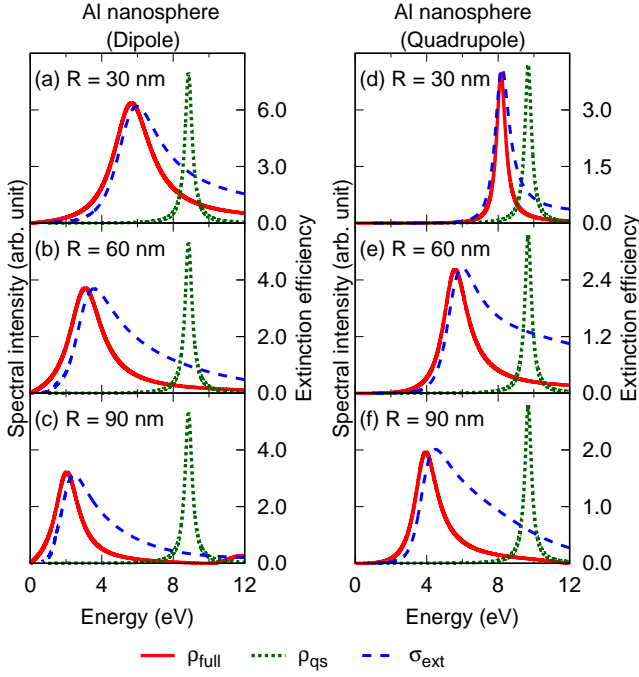 Al nanosphere
(Dipole)
Al nanosphere
(Quadrupole)
Spectral intensity (arb. unit)
Extinction efficiency
Spectral intensity (arb. unit)
Extinction efficiency
(a) R = 30 nm
6.0
3.0
0.0
(d) R = 30 nm
3.0
1.5
0.0
(b) R = 60 nm
4.0
2.0
0.0
(e) R = 60 nm
2.4
1.2
0.0
(c) R = 90 nm
4.0
2.0
0.0
(f) R = 90 nm
2.0
1.0
0.0
0 4 8 12
0 4 8 12
Energy (eV)
Energy (eV)
ρfull ρqs σext